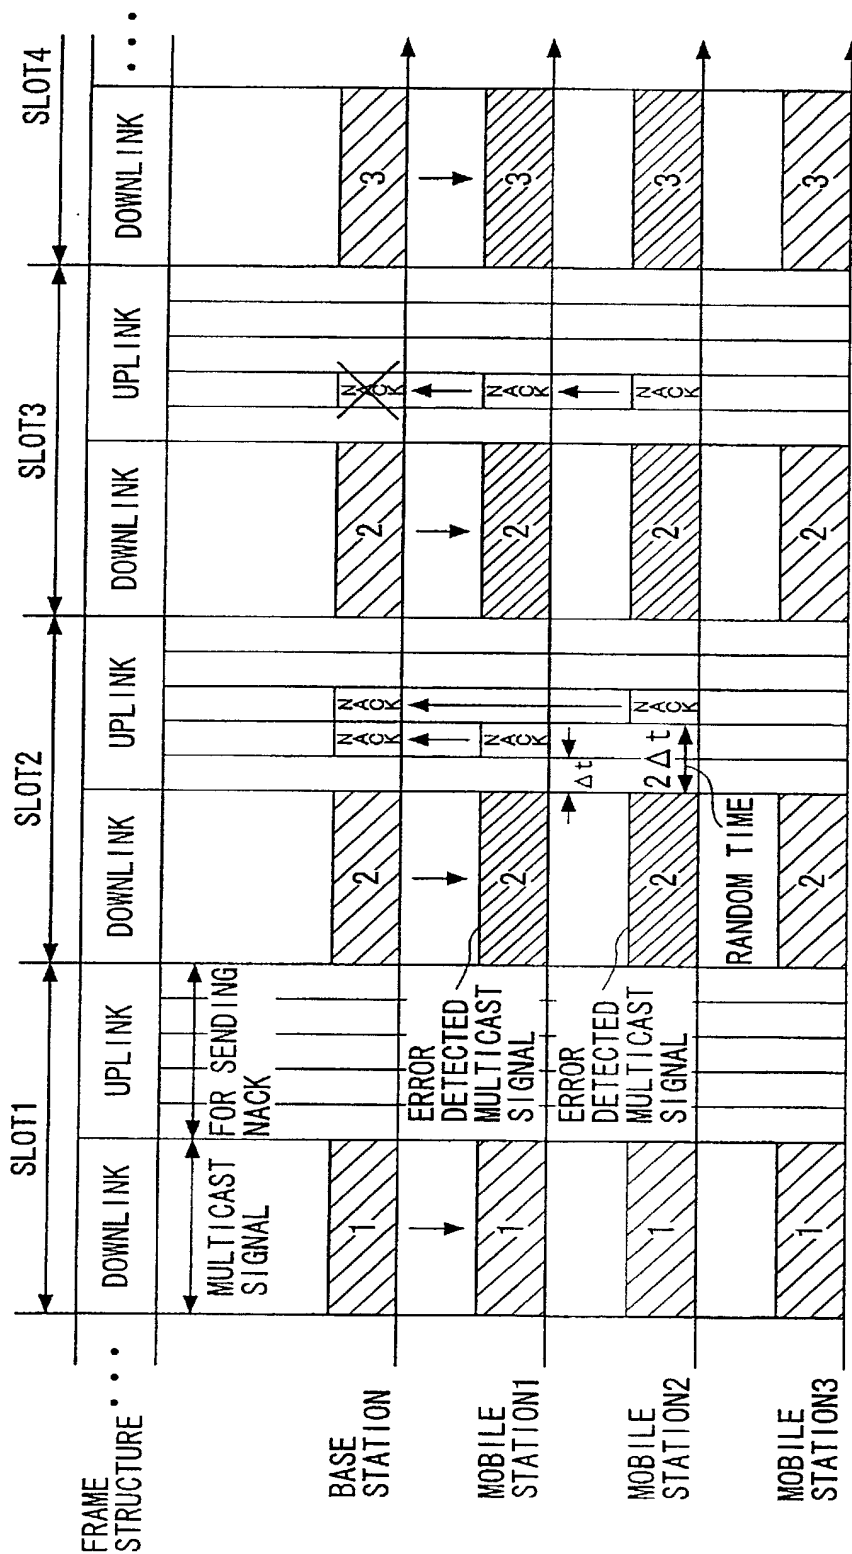 SLOT1
SLOT2
SLOT3
SLOT4
FRAME
STRUCTURE
...
DOWNLINK
UPLINK
DOWNLINK
UPLINK
DOWNLINK
UPLINK
DOWNLINK
...
MULTICAST
SIGNAL
FOR SENDING
NACK
BASE
STATION
1
2
NACK
NACK
2
NACK
3
MOBILE
STATION1
1
ERROR
DETECTED
MULTICAST
SIGNAL
2
NACK
2
NACK
3
Δt
MOBILE
STATION2
1
ERROR
DETECTED
MULTICAST
SIGNAL
2
2Δt
NACK
2
NACK
3
RANDOM TIME
MOBILE
STATION3
1
2
2
3